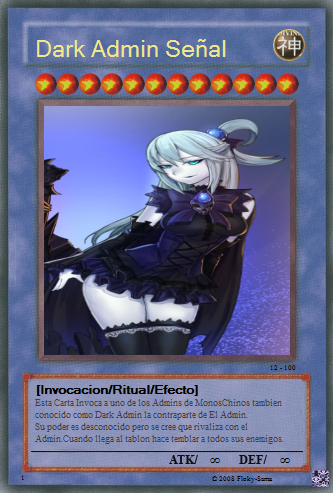 Dark Admin Señal
DIVINE
神
12 - 100
[Invocacion/Ritual/Efecto]
Esta Carta Invoca a uno de los Admins de MonosChinos tambien
conocido como Dark Admin la contraparte de El Admin.
Su poder es desconocido pero se cree que rivaliza con el
Admin.Cuando llega al tablon hace temblar a todos sus enemigos.
ATK/ ∞ DEF/ ∞
1 © 2008 Floky-Sama